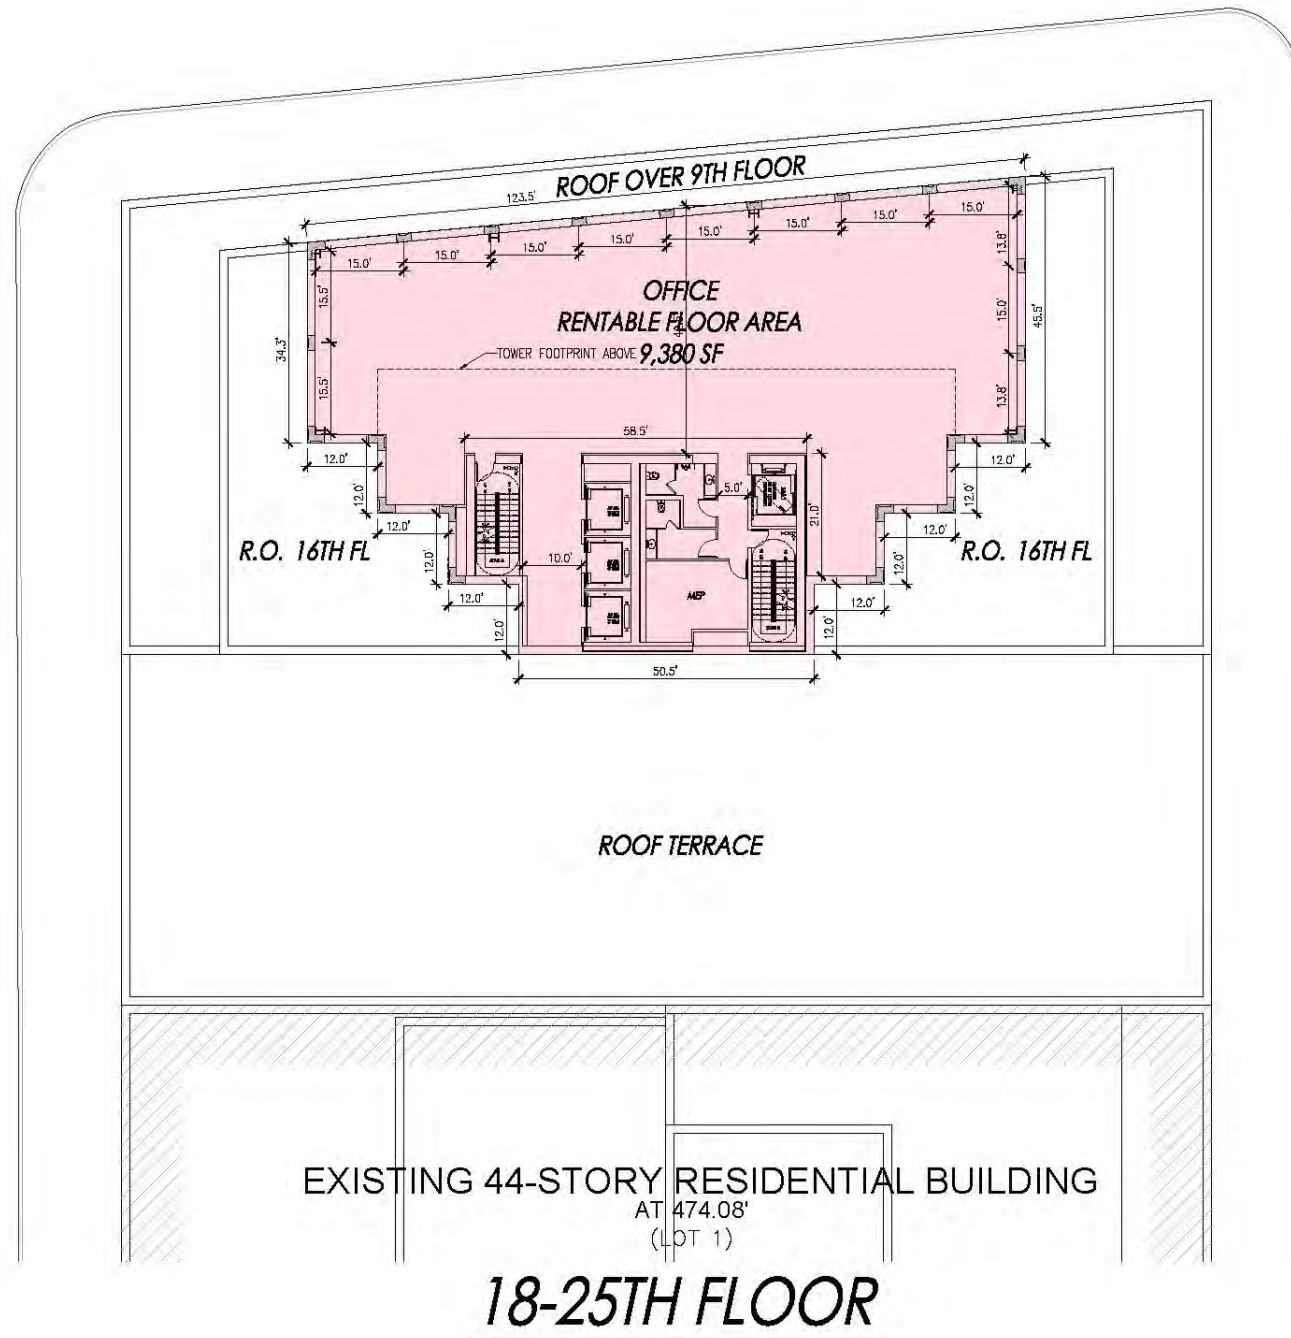 ROOF OVER 9TH FLOOR
123.5'
15.0'
15.0'
15.0'
15.0'
15.0'
15.0'
15.0'
15.0'
13.8'
15.0'
13.8'
45.5'
34.3'
15.5'
15.5'
OFFICE
RENTABLE FLOOR AREA
9,380 SF
TOWER FOOTPRINT ABOVE
58.5'
12.0'
12.0'
12.0'
12.0'
12.0'
12.0'
12.0'
12.0'
12.0'
12.0'
12.0'
12.0'
5.0'
21.0'
10.0'
R.O. 16TH FL
R.O. 16TH FL
MEP
50.5'
ROOF TERRACE
EXISTING 44-STORY RESIDENTIAL BUILDING
AT 474.08'
(LOT 1)
18-25TH FLOOR